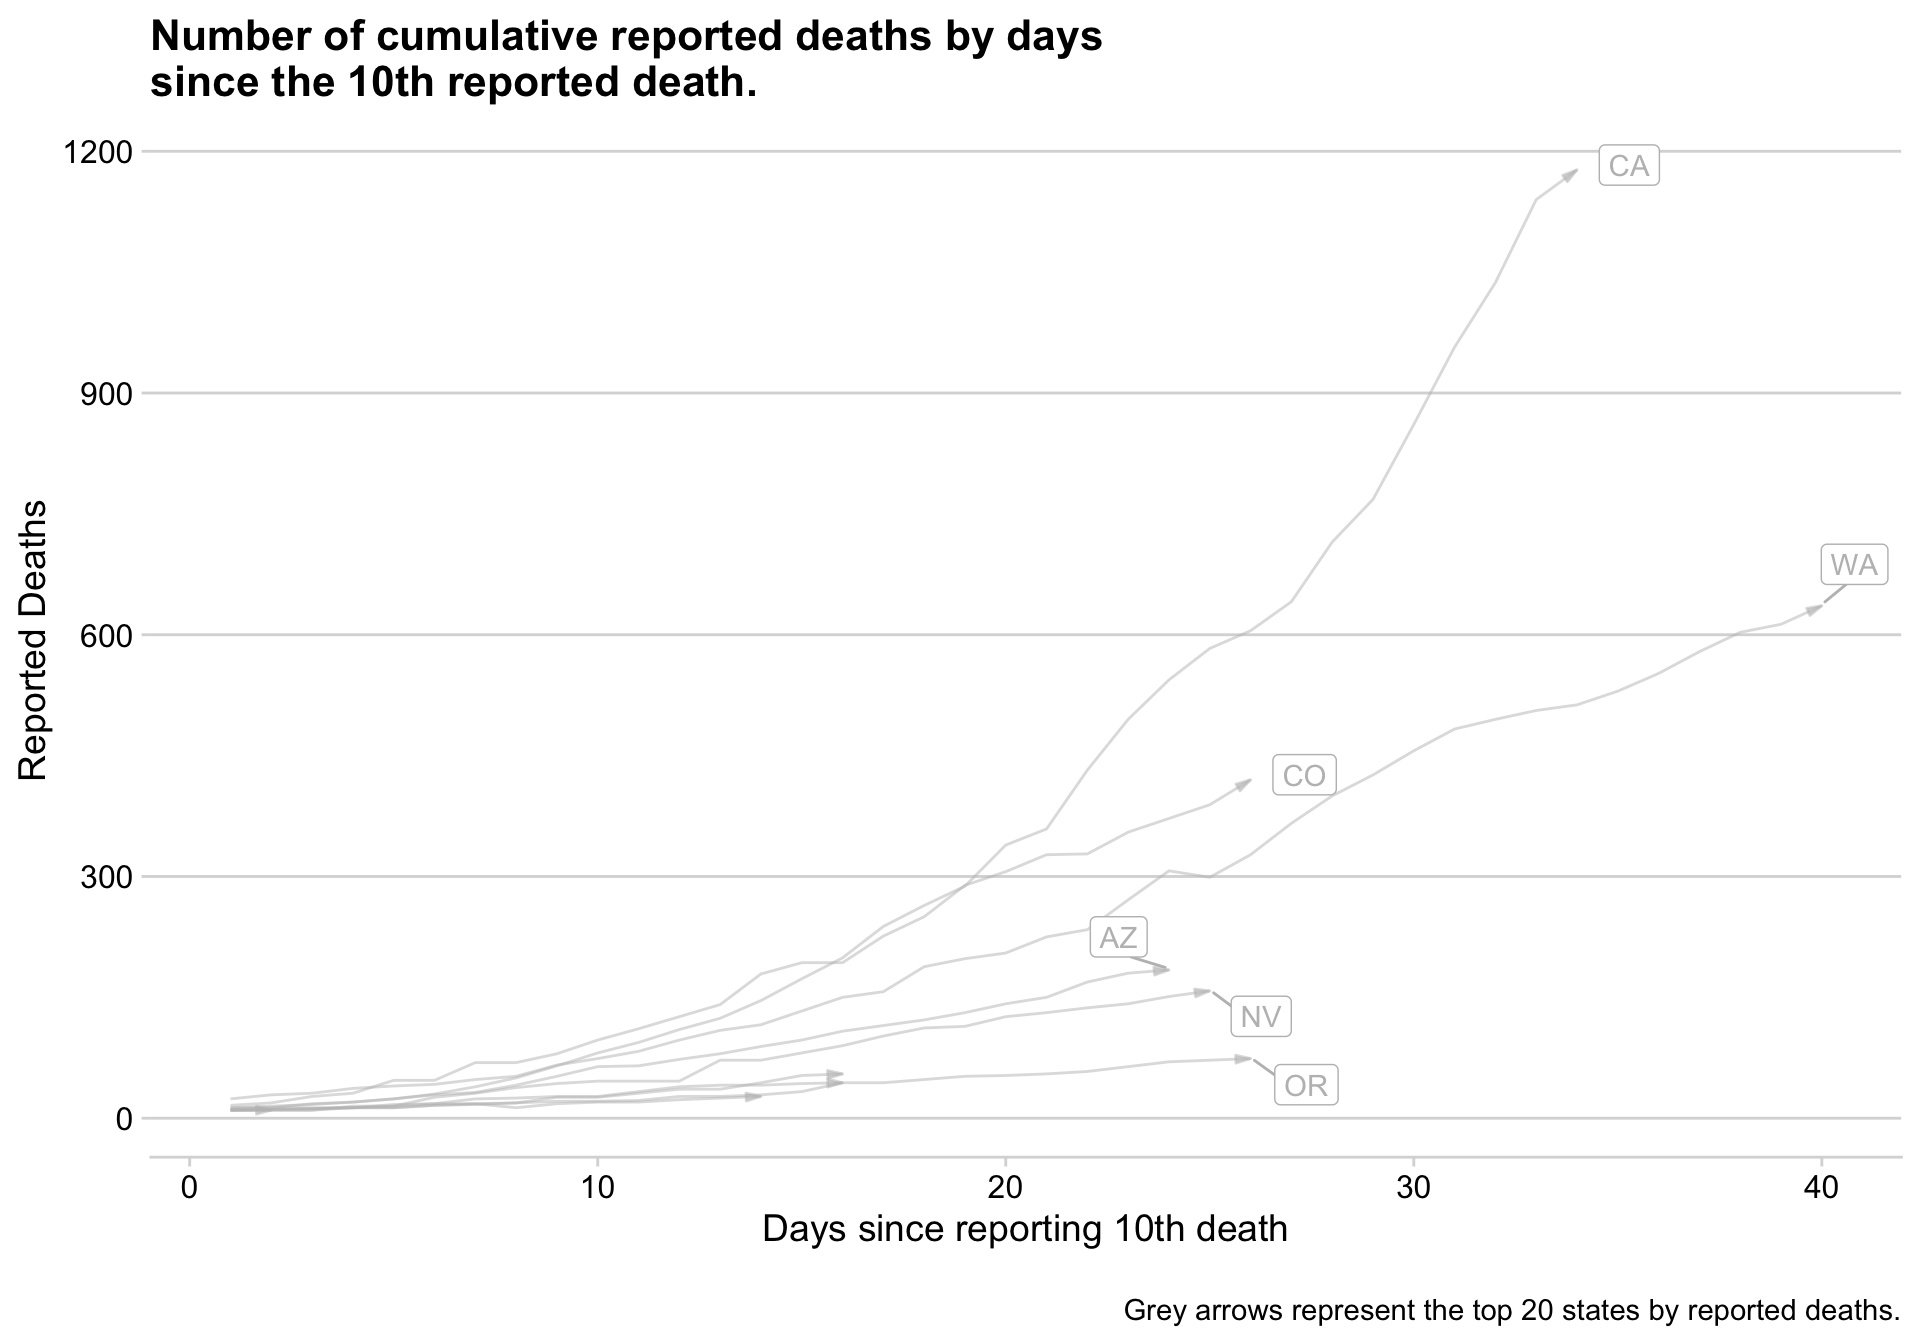 Number of cumulative reported deaths by days
since the 10th reported death.
1200
900
600
300
0
Reported Deaths
CA
WA
CO
AZ
NV
OR
0 10 20 30 40
Days since reporting 10th death
Grey arrows represent the top 20 states by reported deaths.